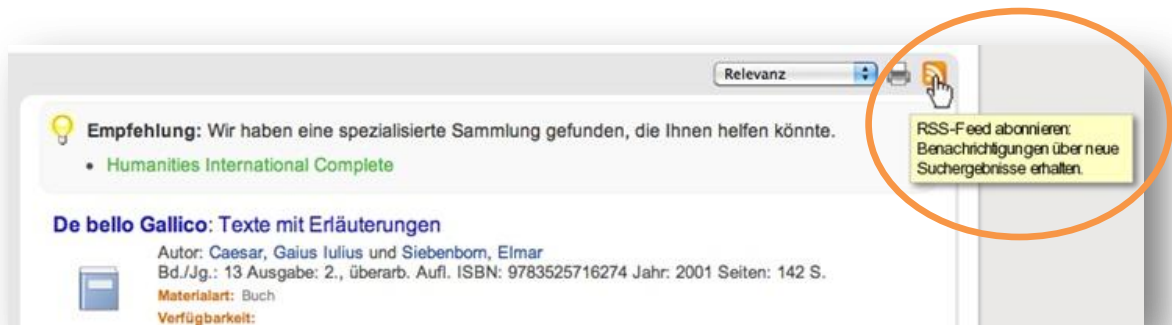 Relevanz
Empfehlung: Wir haben eine spezialisierte Sammlung gefunden, die Ihnen helfen könnte.
• Humanities International Complete
RSS-Feed abonnieren:
Benachrichtigungen über neue
Suchergebnisse erhalten.
De bello Gallico: Texte mit Erläuterungen
Autor: Caesar, Gaius Iulius und Siebenborn, Elmar
Bd./Jg.: 13 Ausgabe: 2., überarb. Aufl. ISBN: 9783525716274 Jahr: 2001 Seiten: 142 S.
Materialart: Buch
Verfügbarkeit: